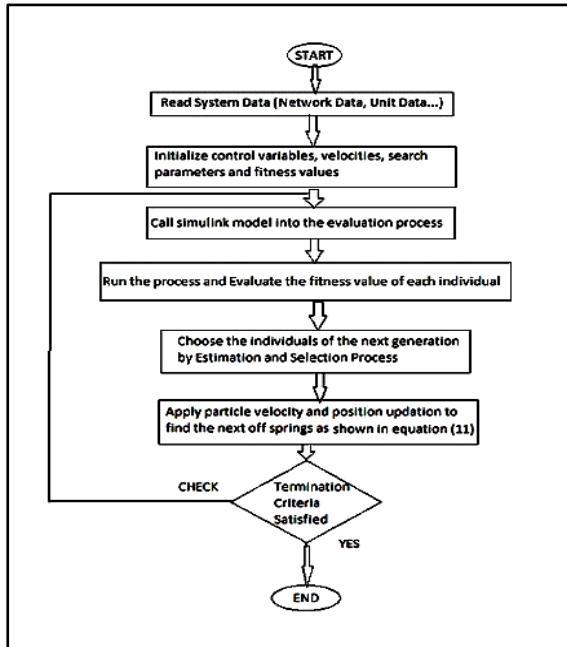 START
Read System Data (Network Data, Unit Data...)
Initialize control variables, velocities, search
parameters and fitness values
Call simulink model into the evaluation process
Run the process and Evaluate the fitness value of each individual
Choose the individuals of the next generation
by Estimation and Selection Process
Apply particle velocity and position updation to
find the next off springs as shown in equation (11)
CHECK
Termination
Criteria
Satisfied
YES
END